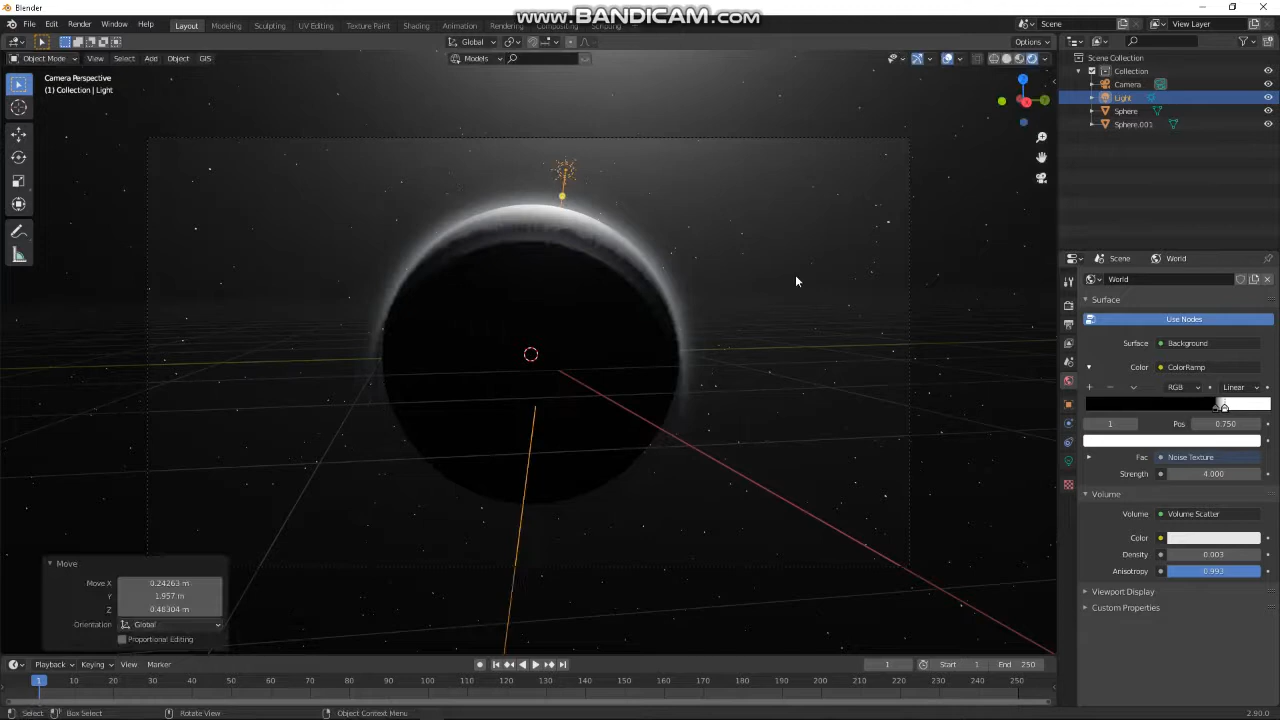 Blender
www.BANDICAM.com
File Edit Render Window Help Layout Modeling Sculpting UV Editing Texture Paint Shading Animation Rendering Compositing Scripting Scene View Layer
Global Options
Object Mode View Select Add Object GIS Models
Camera Perspective
(1) Collection | Light
Scene Collection
Collection
Camera
Light
Sphere
Sphere.001
Scene World
World
Surface
Use Nodes
Surface Background
Color ColorRamp
RGB Linear
1 Pos 0.750
Fac Noise Texture
Strength 4.000
Volume
Volume Volume Scatter
Color
Density 0.003
Anisotropy 0.993
Viewport Display
Custom Properties
Move
Move X 0.24263 m
Y 1.957 m
Z 0.48304 m
Orientation Global
Proportional Editing
Playback Keying View Marker 1 Start 1 End 250
1 10 20 30 40 50 60 70 80 90 100 110 120 130 140 150 160 170 180 190 200 210 220 230 240 250
Select Box Select Rotate View Object Context Menu 2.90.0